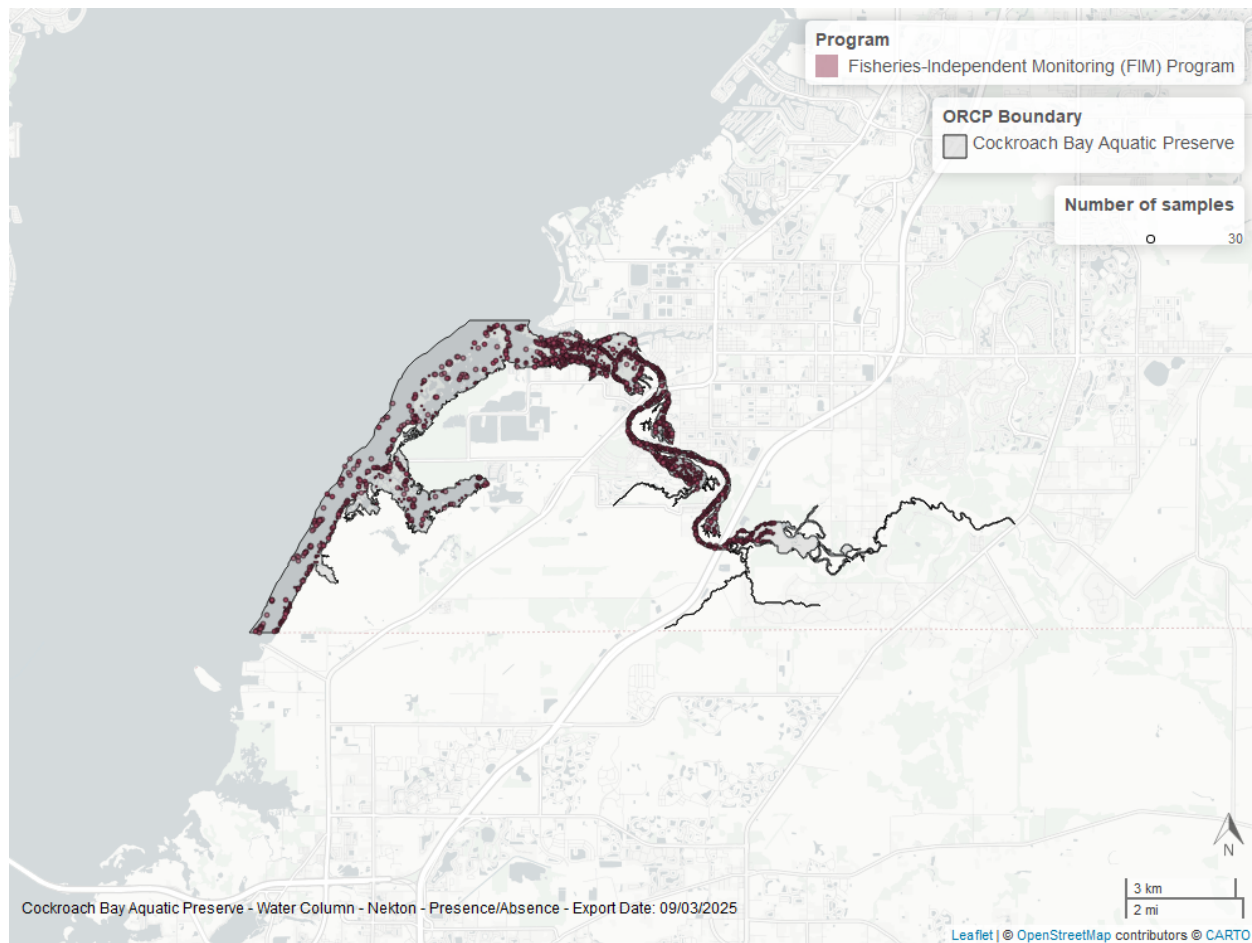 Program
Fisheries-Independent Monitoring (FIM) Program
ORCP Boundary
Cockroach Bay Aquatic Preserve
Number of samples
30
N
3 km
2 mi
Cockroach Bay Aquatic Preserve - Water Column - Nekton - Presence/Absence - Export Date: 09/03/2025
Leaflet | © OpenStreetMap contributors © CARTO